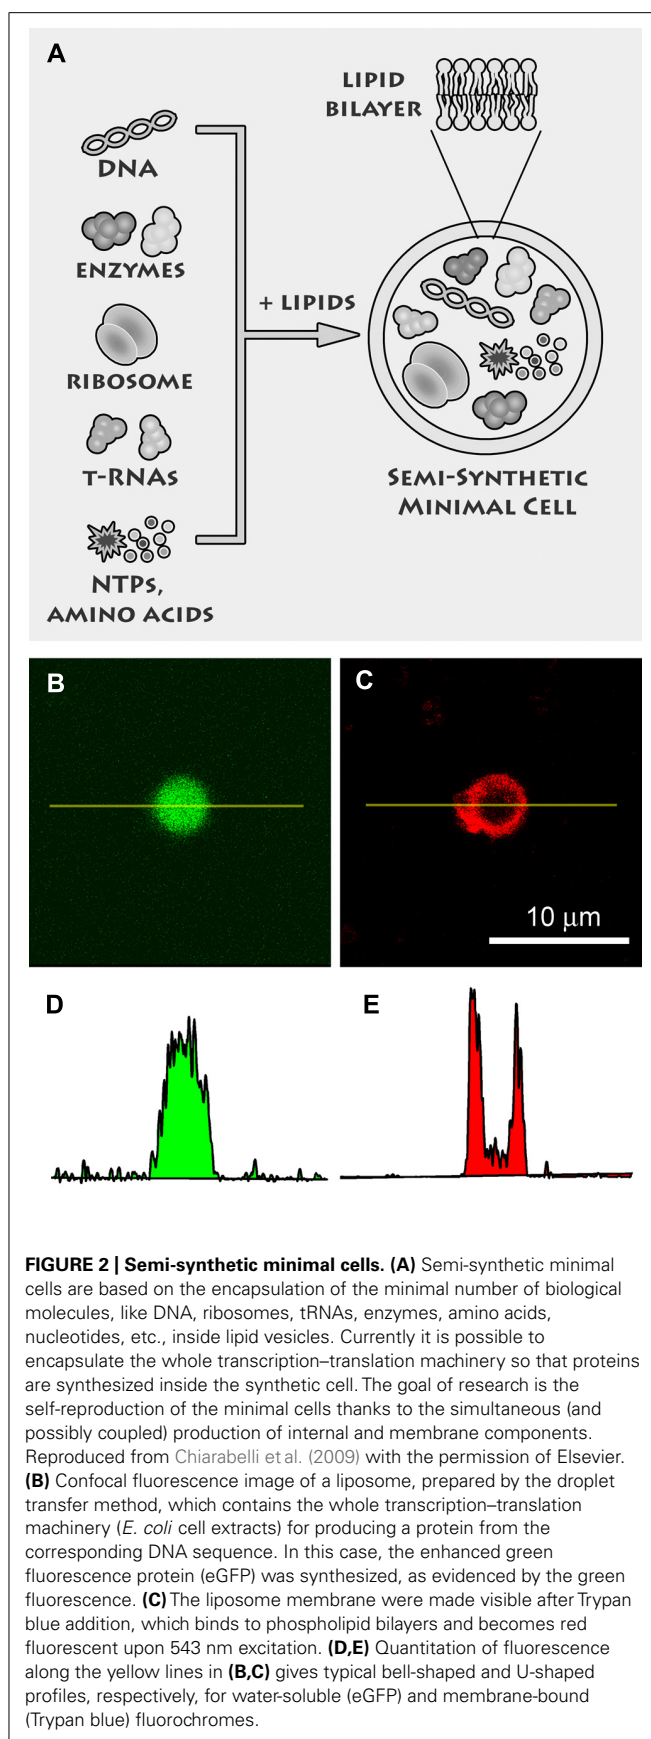 A
LIPID
BILAYER
DNA
ENZYMES
+ LIPIDS
RIBOSOME
T-RNAS
SEMI-SYNTHETIC
MINIMAL CELL
NTPS,
AMINO ACIDS
B
C
10 μm
D
E
FIGURE 2 | Semi-synthetic minimal cells. (A) Semi-synthetic minimal
cells are based on the encapsulation of the minimal number of biological
molecules, like DNA, ribosomes, tRNAs, enzymes, amino acids,
nucleotides, etc., inside lipid vesicles. Currently it is possible to
encapsulate the whole transcription–translation machinery so that proteins
are synthesized inside the synthetic cell. The goal of research is the
self-reproduction of the minimal cells thanks to the simultaneous (and
possibly coupled) production of internal and membrane components.
Reproduced from Chiarabelli et al. (2009) with the permission of Elsevier.
(B) Confocal fluorescence image of a liposome, prepared by the droplet
transfer method, which contains the whole transcription–translation
machinery (E. coli cell extracts) for producing a protein from the
corresponding DNA sequence. In this case, the enhanced green
fluorescence protein (eGFP) was synthesized, as evidenced by the green
fluorescence. (C) The liposome membrane were made visible after Trypan
blue addition, which binds to phospholipid bilayers and becomes red
fluorescent upon 543 nm excitation. (D,E) Quantitation of fluorescence
along the yellow lines in (B,C) gives typical bell-shaped and U-shaped
profiles, respectively, for water-soluble (eGFP) and membrane-bound
(Trypan blue) fluorochromes.